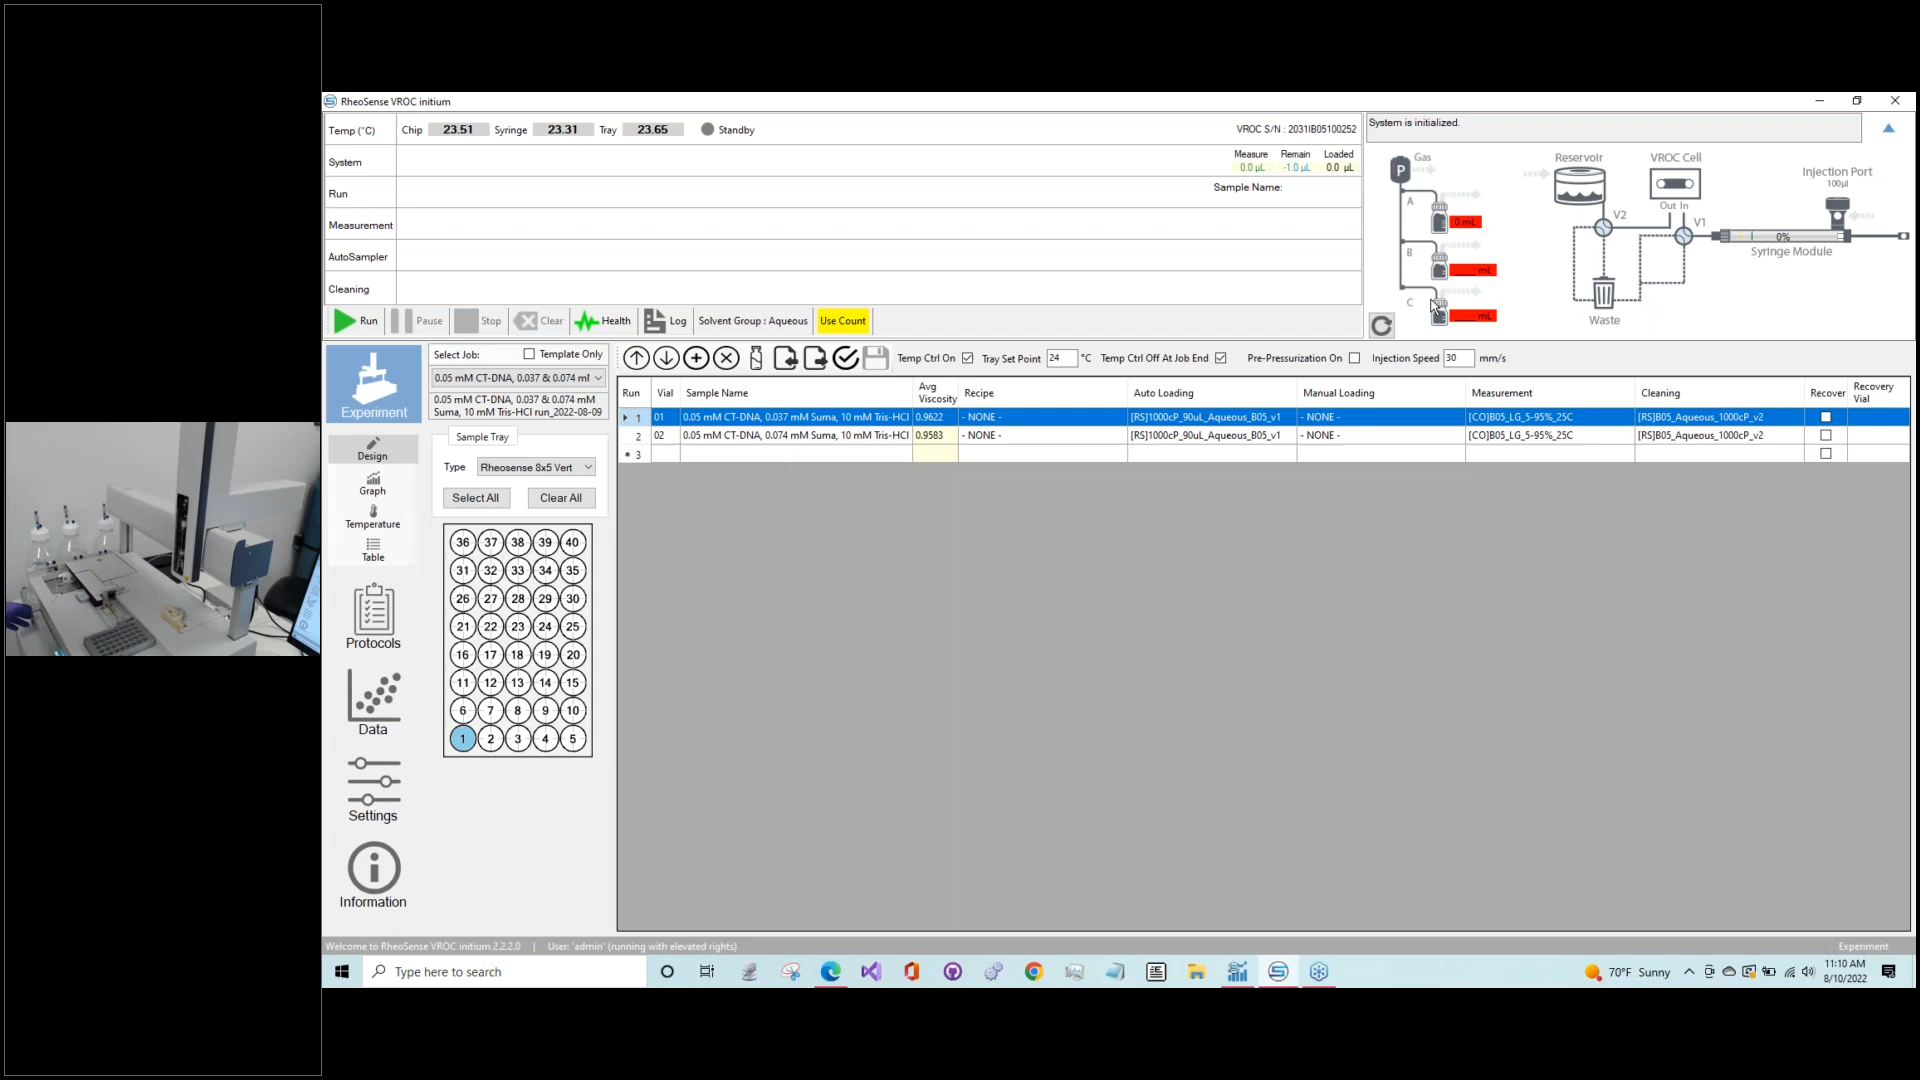 RheoSense VROC initium
Temp (°C) Chip 23.51 Syringe 23.31 Tray 23.65 Standby VROC S/N : 2031IB05100252
System
Measure Remain Loaded
0.0 µL -1.0 µL 0.0 µL
Run Sample Name:
Measurement
AutoSampler
Cleaning
Run Pause Stop Clear Health Log Solvent Group : Aqueous Use Count
System is initialized.
Gas
P
A
0 mL
B
mL
C
mL
Reservoir
VROC Cell
Out In
V2
V1
Injection Port
100µl
0%
Syringe Module
Waste
Experiment
Design
Graph
Temperature
Table
Protocols
Data
Settings
Information
Select Job: Template Only
0.05 mM CT-DNA, 0.037 & 0.074 ml
0.05 mM CT-DNA, 0.037 & 0.074 mM
Suma, 10 mM Tris-HCl run_2022-08-09
Sample Tray
Type Rheosense 8x5 Vert
Select All Clear All
36 37 38 39 40
31 32 33 34 35
26 27 28 29 30
21 22 23 24 25
16 17 18 19 20
11 12 13 14 15
6 7 8 9 10
1 2 3 4 5
Temp Ctrl On Tray Set Point 24 °C Temp Ctrl Off At Job End Pre-Pressurization On Injection Speed 30 mm/s
Run Vial Sample Name Avg Viscosity Recipe Auto Loading Manual Loading Measurement Cleaning Recover Recovery Vial
1 01 0.05 mM CT-DNA, 0.037 mM Suma, 10 mM Tris-HCl 0.9622 - NONE - [RS]1000cP_90uL_Aqueous_B05_v1 - NONE - [CO]B05_LG_5-95%_25C [RS]B05_Aqueous_1000cP_v2
2 02 0.05 mM CT-DNA, 0.074 mM Suma, 10 mM Tris-HCl 0.9583 - NONE - [RS]1000cP_90uL_Aqueous_B05_v1 - NONE - [CO]B05_LG_5-95%_25C [RS]B05_Aqueous_1000cP_v2
3
Welcome to RheoSense VROC initium 2.2.2.0 | User: 'admin' (running with elevated rights) Experiment
Type here to search
70°F Sunny
11:10 AM
8/10/2022